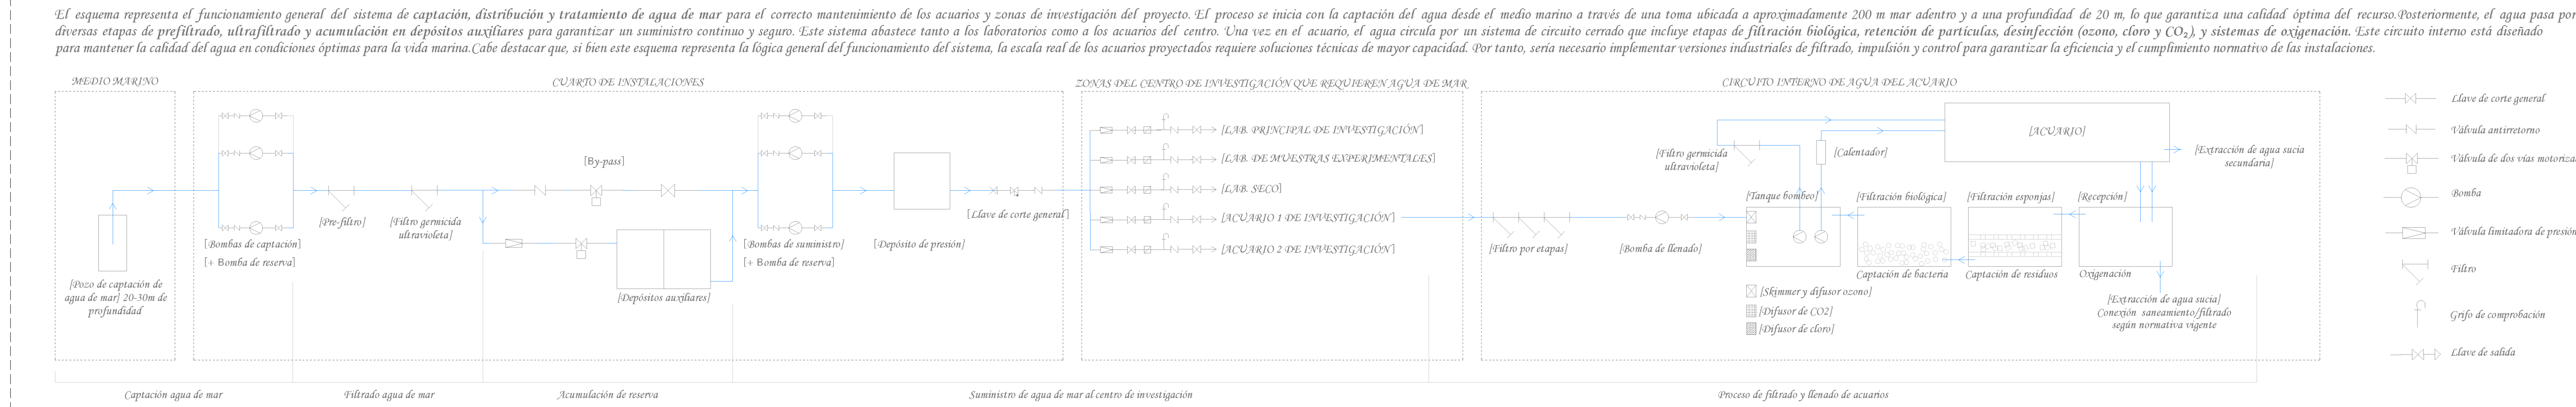 El esquema representa el funcionamiento general del sistema de captación, distribución y tratamiento de agua de mar para el correcto mantenimiento de los acuarios y zonas de investigación del proyecto. El proceso se inicia con la captación del agua desde el medio marino a través de una toma ubicada a aproximadamente 200 m mar adentro y a una profundidad de 20 m, lo que garantiza una calidad óptima del recurso.Posteriormente, el agua pasa por
diversas etapas de prefiltrado, ultrafiltrado y acumulación en depósitos auxiliares para garantizar un suministro continuo y seguro. Este sistema abastece tanto a los laboratorios como a los acuarios del centro. Una vez en el acuario, el agua circula por un sistema de circuito cerrado que incluye etapas de filtración biológica, retención de partículas, desinfección (ozono, cloro y CO₂), y sistemas de oxigenación. Este circuito interno está diseñado
para mantener la calidad del agua en condiciones óptimas para la vida marina.Cabe destacar que, si bien este esquema representa la lógica general del funcionamiento del sistema, la escala real de los acuarios proyectados requiere soluciones técnicas de mayor capacidad. Por tanto, sería necesario implementar versiones industriales de filtrado, impulsión y control para garantizar la eficiencia y el cumplimiento normativo de las instalaciones.
MEDIO MARINO
CUARTO DE INSTALACIONES
ZONAS DEL CENTRO DE INVESTIGACIÓN QUE REQUIEREN AGUA DE MAR
CIRCUITO INTERNO DE AGUA DEL ACUARIO
[Pozo de captación de
agua de mar] 20-30m de
profundidad
[Bombas de captación]
[+ Bomba de reserva]
[Pre-filtro]
[Filtro germicida
ultravioleta]
[By-pass]
[Depósitos auxiliares]
[Bombas de suministro]
[+ Bomba de reserva]
[Depósito de presión]
[Llave de corte general]
[LAB. PRINCIPAL DE INVESTIGACIÓN]
[LAB. DE MUESTRAS EXPERIMENTALES]
[LAB. SECO]
[ACUARIO 1 DE INVESTIGACIÓN]
[ACUARIO 2 DE INVESTIGACIÓN]
[Filtro por etapas]
[Bomba de llenado]
[Filtro germicida
ultravioleta]
[Calentador]
[ACUARIO]
[Extracción de agua sucia
secundaria]
[Tanque bombeo]
[Filtración biológica]
[Filtración esponjas]
[Recepción]
Captación de bacteria
Captación de residuos
Oxigenación
[Skimmer y difusor ozono]
[Difusor de CO2]
[Difusor de cloro]
[Extracción de agua sucia]
Conexión saneamiento/filtrado
según normativa vigente
Llave de corte general
Válvula antirretorno
Válvula de dos vías motorizada
Bomba
Válvula limitadora de presión
Filtro
Grifo de comprobación
Llave de salida
Captación agua de mar
Filtrado agua de mar
Acumulación de reserva
Suministro de agua de mar al centro de investigación
Proceso de filtrado y llenado de acuarios